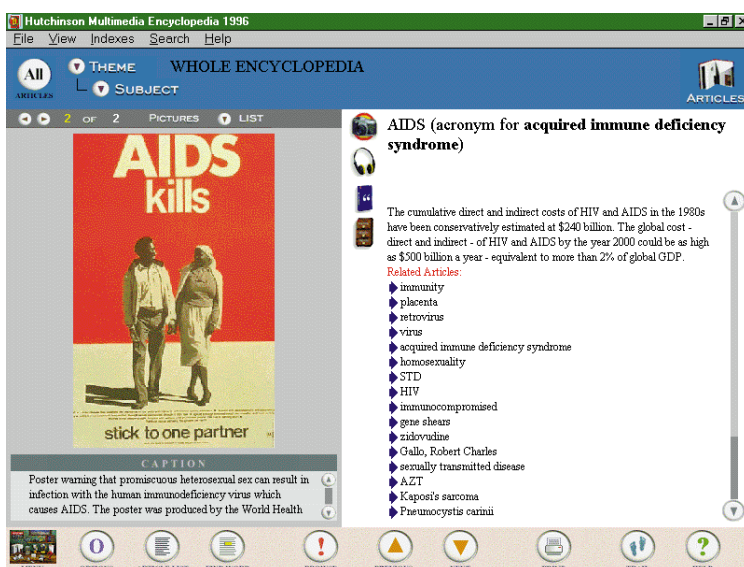 Hutchinson Multimedia Encyclopedia 1996
File View Indexes Search Help
All
ARTICLES
THEME
WHOLE ENCYCLOPEDIA
SUBJECT
ARTICLES
2 OF 2 PICTURES LIST
AIDS
kills
stick to one partner
CAPTION
Poster warning that promiscuous heterosexual sex can result in
infection with the human immunodeficiency virus which
causes AIDS. The poster was produced by the World Health
AIDS (acronym for acquired immune deficiency
syndrome)
The cumulative direct and indirect costs of HIV and AIDS in the 1980s
have been conservatively estimated at $240 billion. The global cost -
direct and indirect - of HIV and AIDS by the year 2000 could be as high
as $500 billion a year - equivalent to more than 2% of global GDP.
Related Articles:
immunity
placenta
retrovirus
virus
acquired immune deficiency syndrome
homosexuality
STD
HIV
immunocompromised
gene shears
zidovudine
Gallo, Robert Charles
sexually transmitted disease
AZT
Kaposi's sarcoma
Pneumocystis carinii